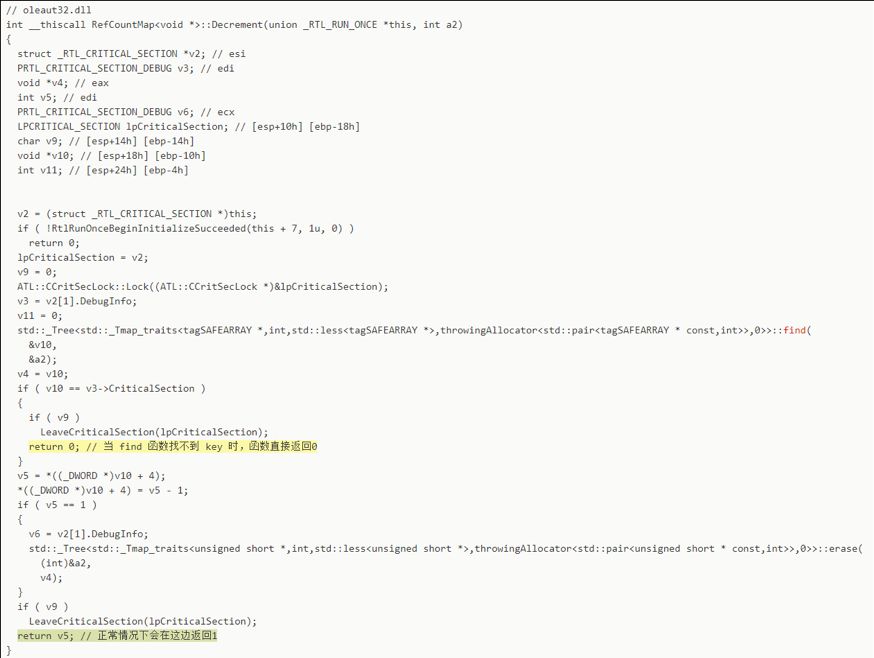 // oleaut32.dll
int __thiscall RefCountMap<void *>::Decrement(union _RTL_RUN_ONCE *this, int a2)
{
  struct _RTL_CRITICAL_SECTION *v2; // esi
  PRTL_CRITICAL_SECTION_DEBUG v3; // edi
  void *v4; // eax
  int v5; // edi
  PRTL_CRITICAL_SECTION_DEBUG v6; // ecx
  LPCRITICAL_SECTION lpCriticalSection; // [esp+10h] [ebp-18h]
  char v9; // [esp+14h] [ebp-14h]
  void *v10; // [esp+18h] [ebp-10h]
  int v11; // [esp+24h] [ebp-4h]
  v2 = (struct _RTL_CRITICAL_SECTION *)this;
  if ( !RtlRunOnceBeginInitializeSucceeded(this + 7, 1u, 0) )
    return 0;
  lpCriticalSection = v2;
  v9 = 0;
  ATL::CCritSecLock::Lock((ATL::CCritSecLock *)&lpCriticalSection);
  v3 = v2[1].DebugInfo;
  v11 = 0;
  std::_Tree<std::_Tmap_traits<tagSAFEARRAY *,int,std::less<tagSAFEARRAY *>,throwingAllocator<std::pair<tagSAFEARRAY * const,int>>,0>>::find(
    &v10,
    &a2);
  v4 = v10;
  if ( v10 == v3->CriticalSection )
  {
    if ( v9 )
      LeaveCriticalSection(lpCriticalSection);
    return 0; // 当 find 函数找不到 key 时，函数直接返回0
  }
  v5 = *((_DWORD *)v10 + 4);
  *((_DWORD *)v10 + 4) = v5 - 1;
  if ( v5 == 1 )
  {
    v6 = v2[1].DebugInfo;
    std::_Tree<std::_Tmap_traits<unsigned short *,int,std::less<unsigned short *>,throwingAllocator<std::pair<unsigned short * const,int>>,0>>::erase(
      (int)&a2,
      v4);
  }
  if ( v9 )
    LeaveCriticalSection(lpCriticalSection);
  return v5; // 正常情况下会在这边返回1
}